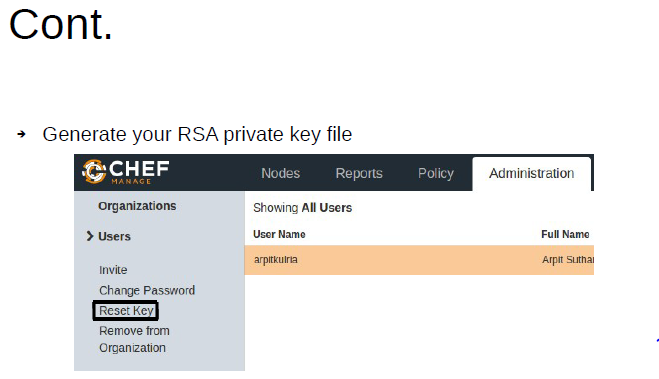 Cont.
➔ Generate your RSA private key file
CHEF
MANAGE
Nodes Reports Policy Administration
Organizations
Showing All Users
Users
User Name Full Name
arpitkulria Arpit Suthar
Invite
Change Password
Reset Key
Remove from
Organization